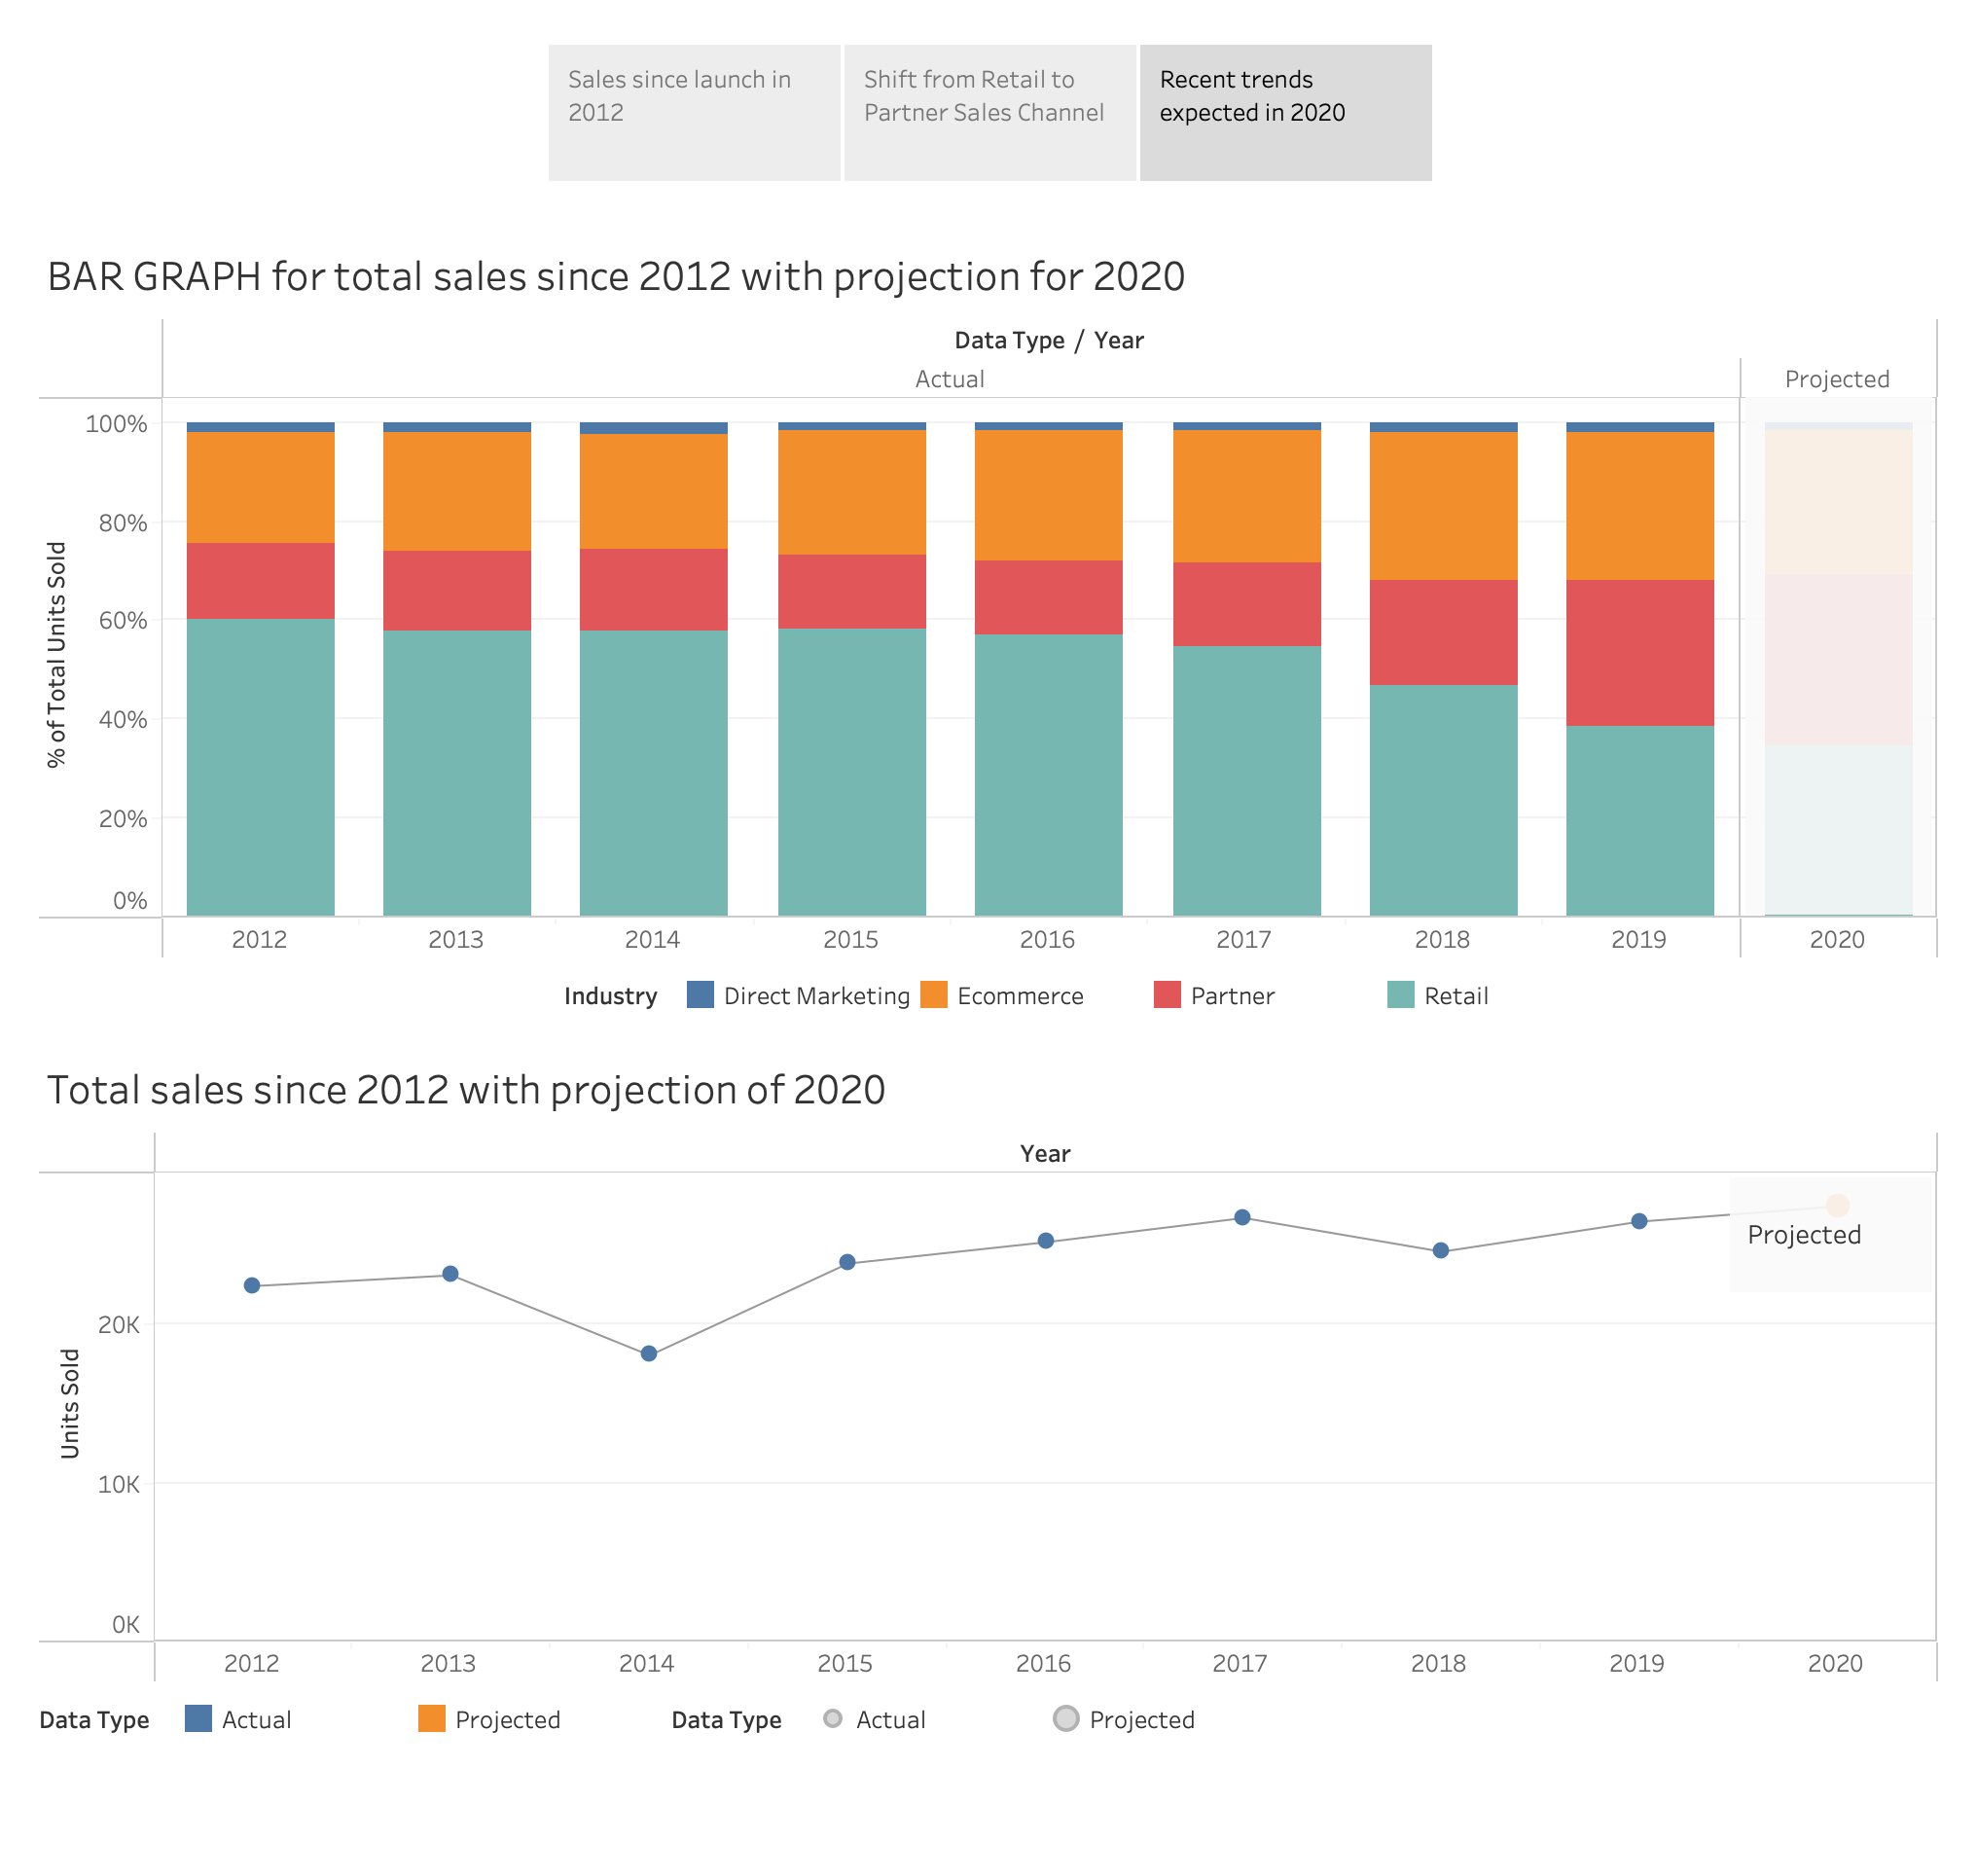 Sales since launch in
2012
Shift from Retail to
Partner Sales Channel
Recent trends
expected in 2020
BAR GRAPH for total sales since 2012 with projection for 2020
Data Type / Year
Actual
Projected
% of Total Units Sold
100%
80%
60%
40%
20%
0%
2012 2013 2014 2015 2016 2017 2018 2019 2020
Industry Direct Marketing Ecommerce Partner Retail
Total sales since 2012 with projection of 2020
Year
Projected
Units Sold
20K
10K
0K
2012 2013 2014 2015 2016 2017 2018 2019 2020
Data Type Actual Projected Data Type Actual Projected